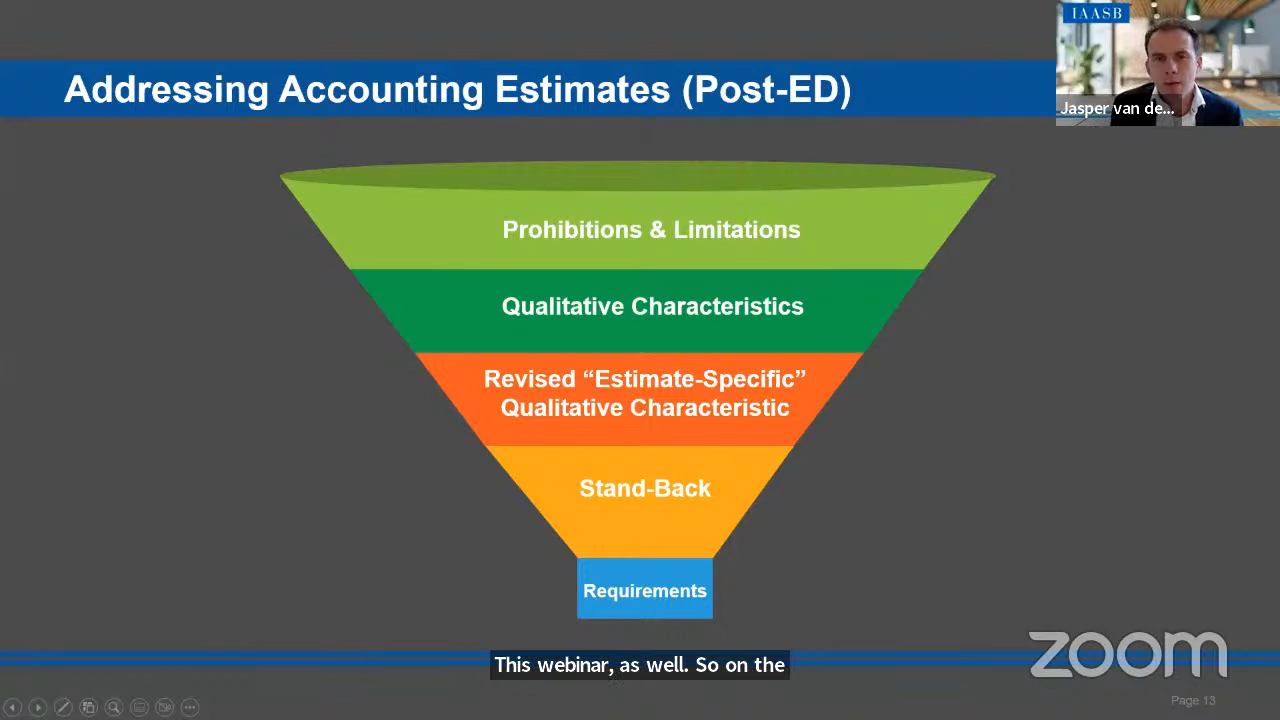 IAASB
Addressing Accounting Estimates (Post-ED)
Jasper van de...
Prohibitions & Limitations
Qualitative Characteristics
Revised “Estimate-Specific”
Qualitative Characteristic
Stand-Back
Requirements
This webinar, as well. So on the
zoom
Page 13